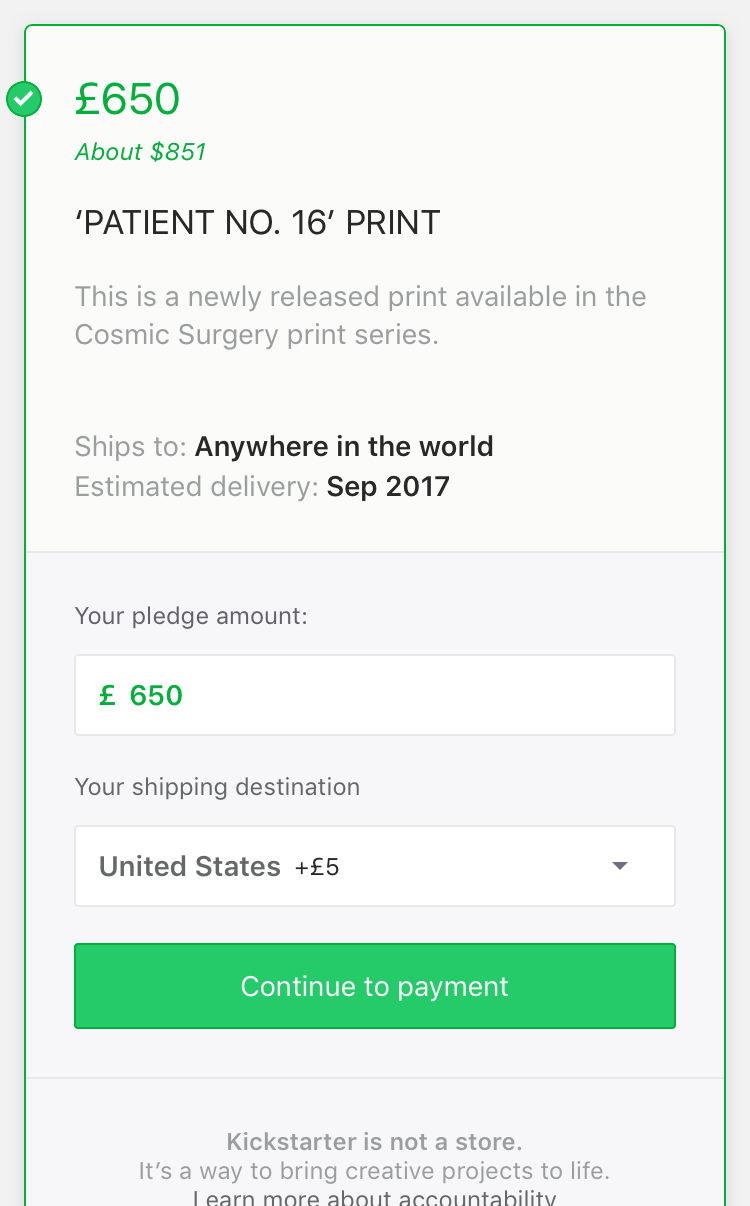 £650
About $851
‘PATIENT NO. 16’ PRINT
This is a newly released print available in the
Cosmic Surgery print series.
Ships to: Anywhere in the world
Estimated delivery: Sep 2017
Your pledge amount:
£ 650
Your shipping destination
United States +£5
Continue to payment
Kickstarter is not a store.
It’s a way to bring creative projects to life.
Learn more about accountability